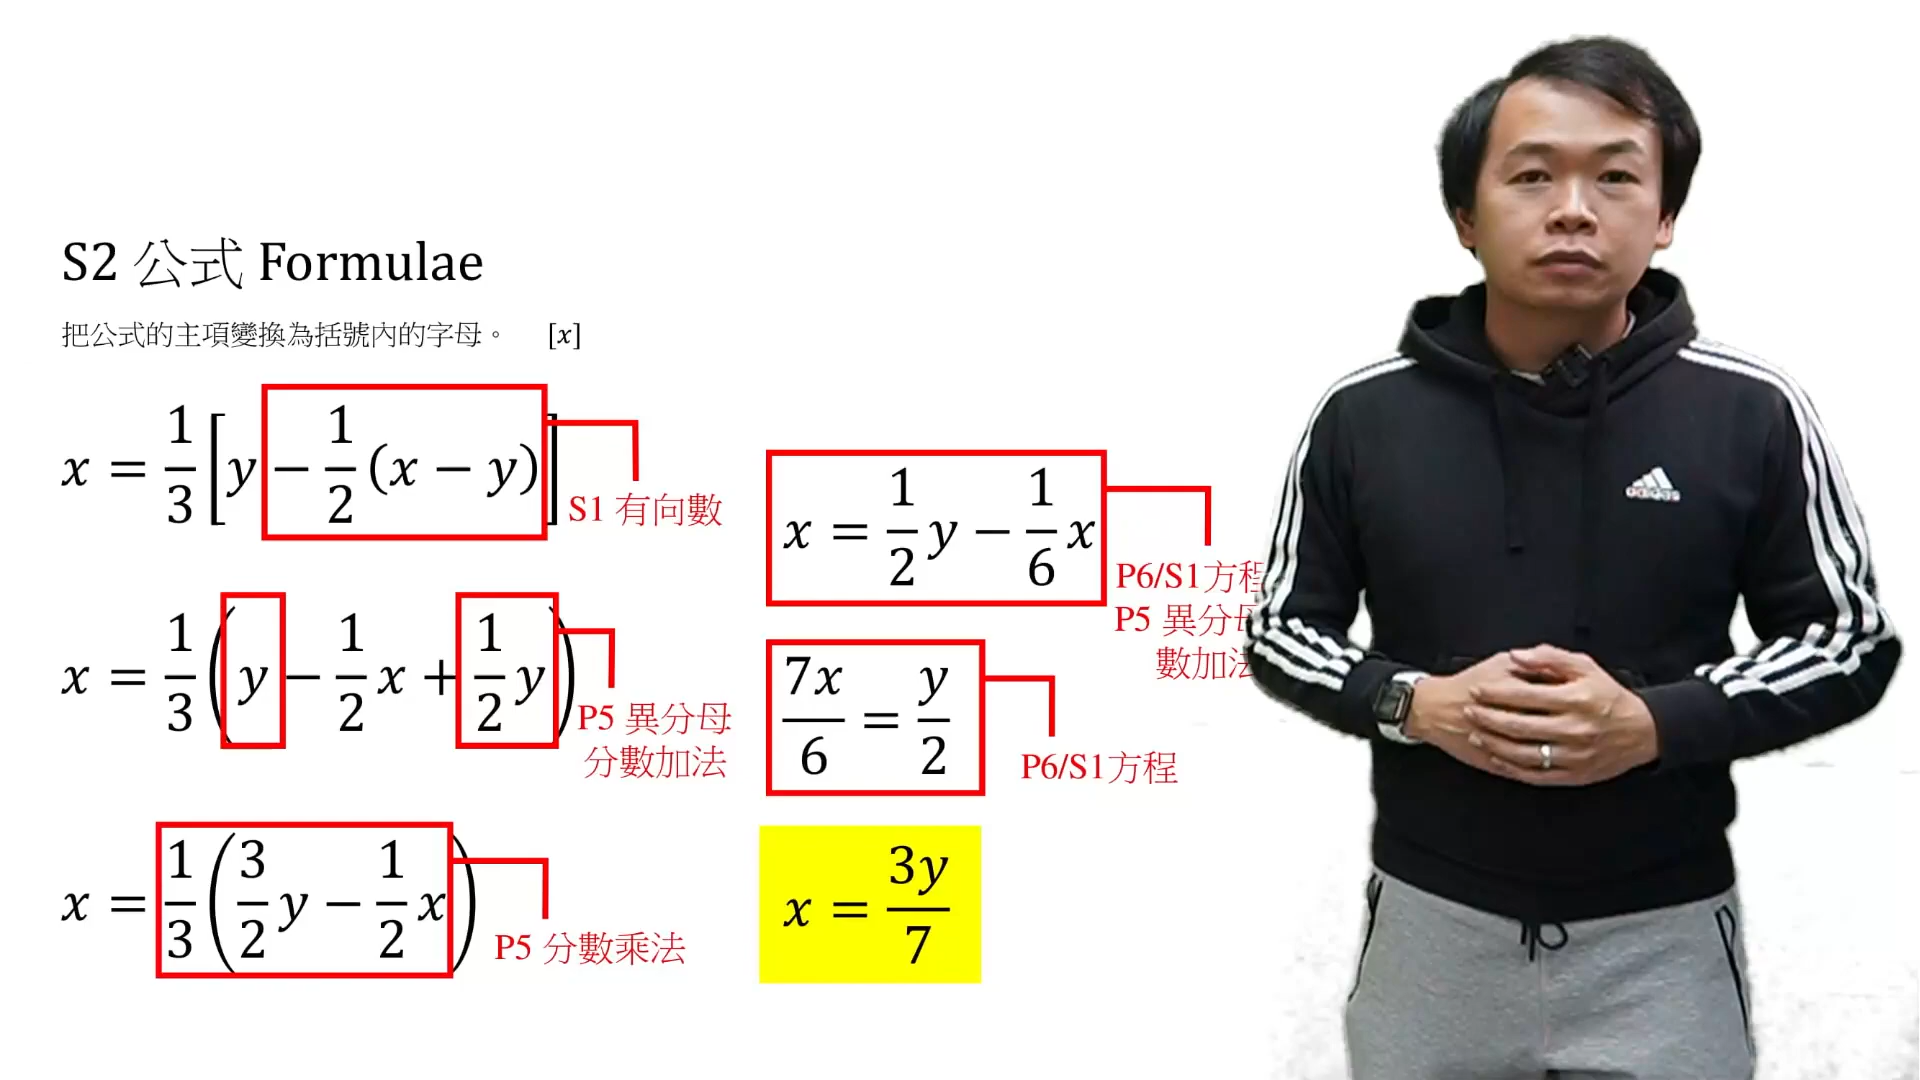 S2 公式 Formulae
把公式的主項變換為括號內的字母。 [x]
x = 1/3 [y − 1/2 (x − y)]
S1 有向數
x = 1/3 (y − 1/2 x + 1/2 y)
P5 異分母
分數加法
x = 1/3 (3/2 y − 1/2 x)
P5 分數乘法
x = 1/2 y − 1/6 x
P6/S1方程
P5 異分母
數加法
7x/6 = y/2
P6/S1方程
x = 3y/7